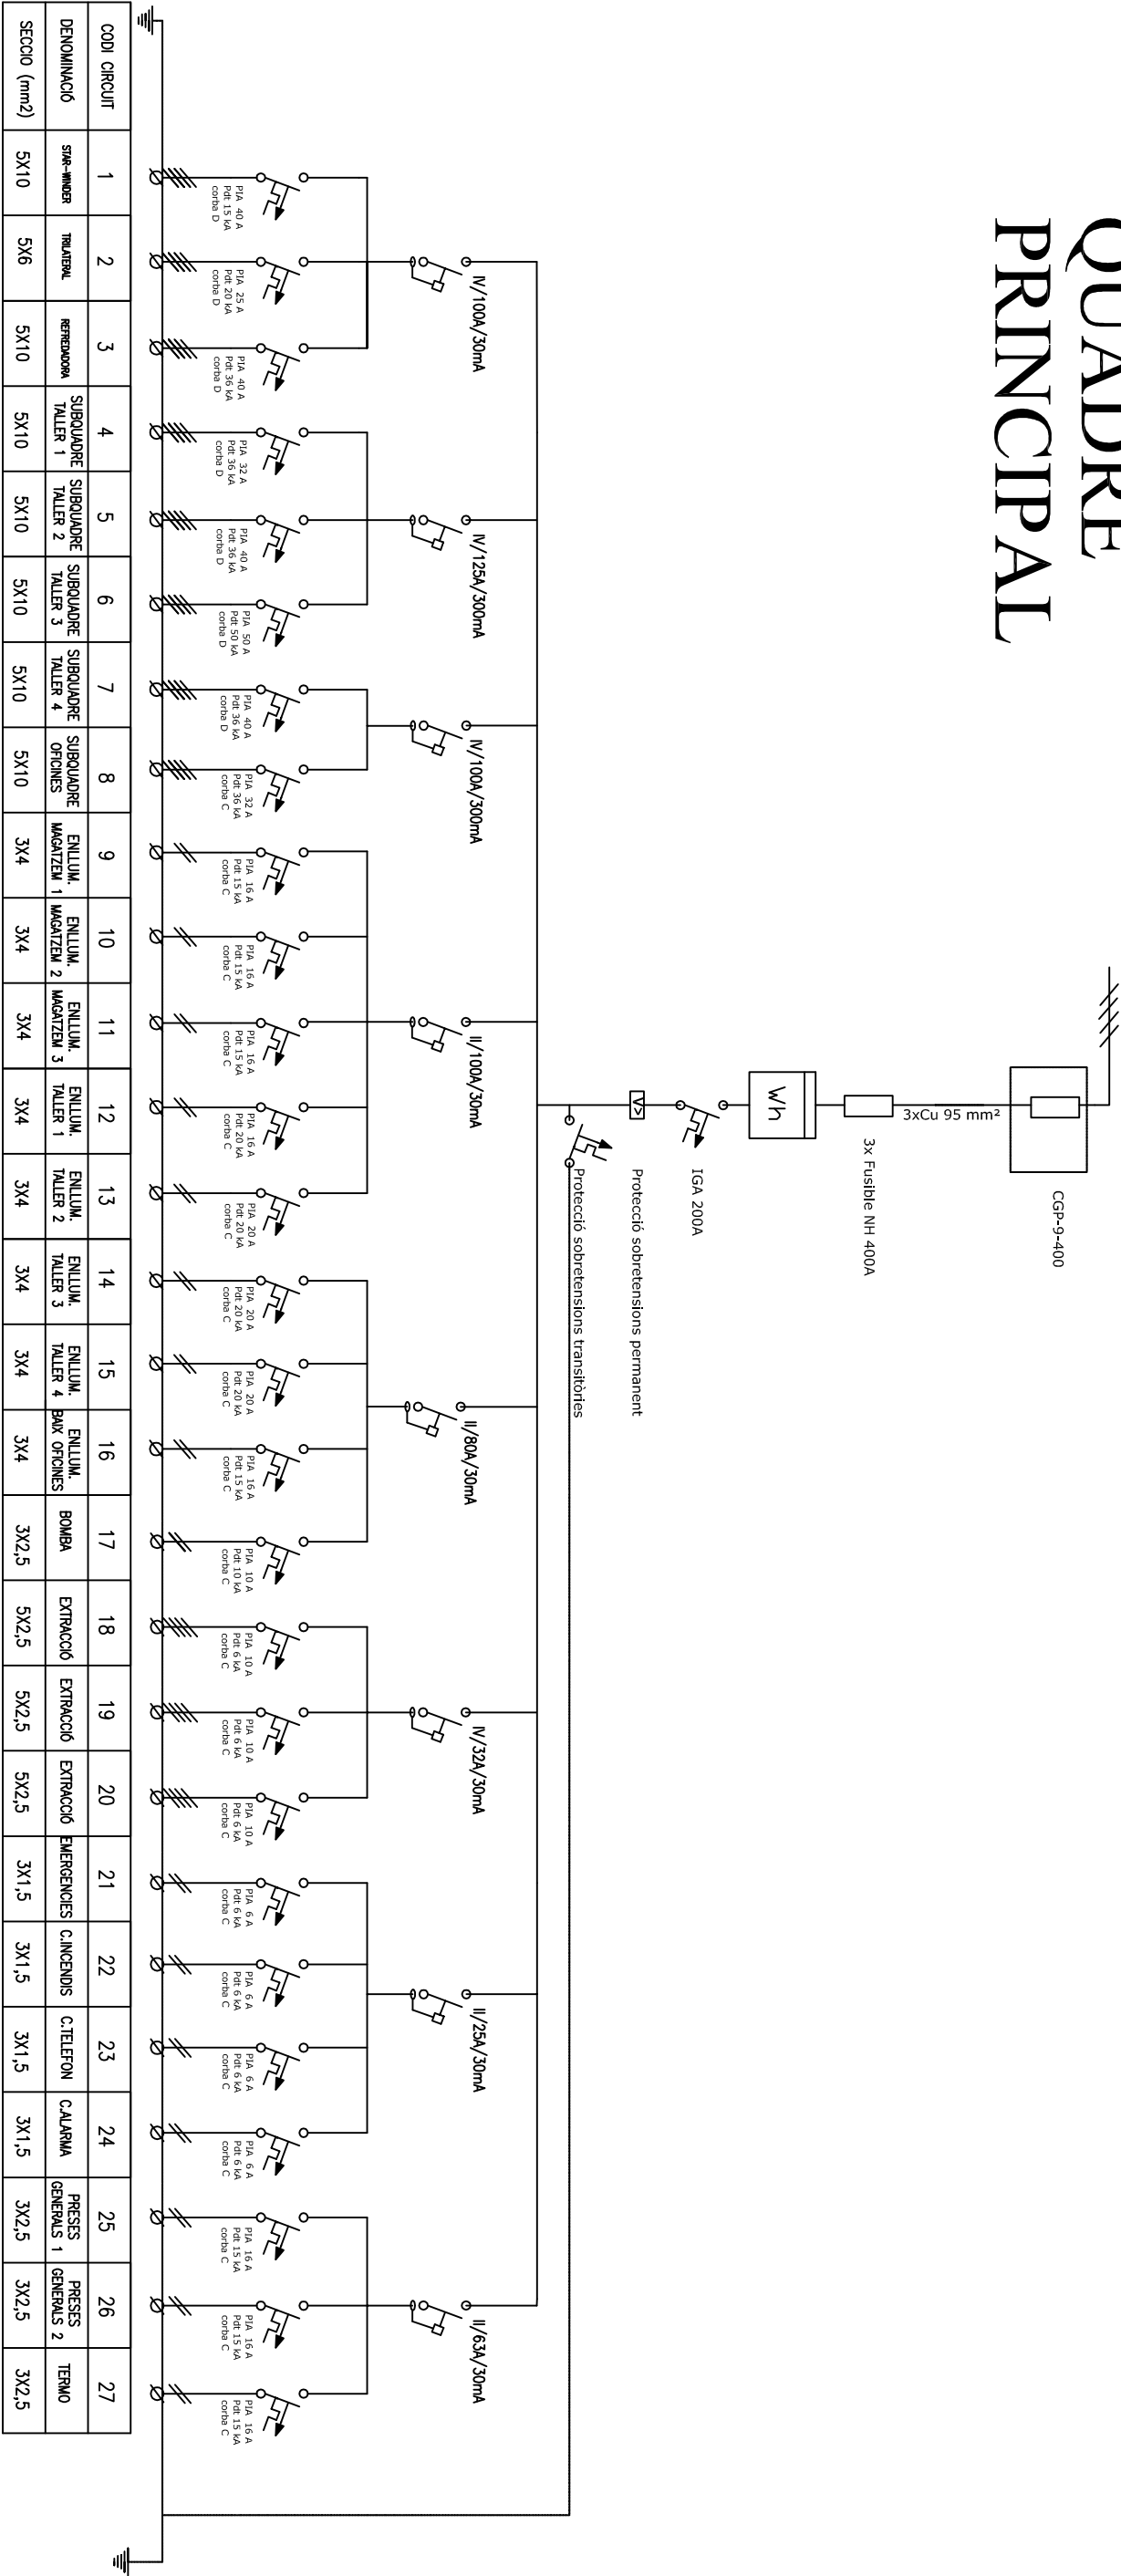 QUADRE
PRINCIPAL
CGP-9-400
3xCu 95 mm²
3x Fusible NH 400A
Wh
IGA 200A
V>
Protecció sobretensions permanent
Protecció sobretensions transitòries
IV/100A/30mA
IV/125A/300mA
IV/100A/300mA
II/100A/30mA
II/80A/30mA
IV/32A/30mA
II/25A/30mA
II/63A/30mA
PIA 40 A
Pdt 15 kA
corba D
PIA 25 A
Pdt 20 kA
corba D
PIA 40 A
Pdt 36 kA
corba D
PIA 32 A
Pdt 36 kA
corba D
PIA 40 A
Pdt 36 kA
corba D
PIA 50 A
Pdt 50 kA
corba D
PIA 40 A
Pdt 36 kA
corba D
PIA 32 A
Pdt 36 kA
corba C
PIA 16 A
Pdt 15 kA
corba C
PIA 16 A
Pdt 15 kA
corba C
PIA 16 A
Pdt 15 kA
corba C
PIA 16 A
Pdt 20 kA
corba C
PIA 20 A
Pdt 20 kA
corba C
PIA 20 A
Pdt 20 kA
corba C
PIA 20 A
Pdt 20 kA
corba C
PIA 16 A
Pdt 15 kA
corba C
PIA 10 A
Pdt 10 kA
corba C
PIA 10 A
Pdt 6 kA
corba C
PIA 10 A
Pdt 6 kA
corba C
PIA 10 A
Pdt 6 kA
corba C
PIA 6 A
Pdt 6 kA
corba C
PIA 6 A
Pdt 6 kA
corba C
PIA 6 A
Pdt 6 kA
corba C
PIA 6 A
Pdt 6 kA
corba C
PIA 16 A
Pdt 15 kA
corba C
PIA 16 A
Pdt 15 kA
corba C
PIA 16 A
Pdt 15 kA
corba C
CODI CIRCUIT 1 2 3 4 5 6 7 8 9 10 11 12 13 14 15 16 17 18 19 20 21 22 23 24 25 26 27
DENOMINACIÓ
STAR-WINDER
TRILATERAL
REFREDADORA
SUBQUADRE
TALLER 1
SUBQUADRE
TALLER 2
SUBQUADRE
TALLER 3
SUBQUADRE
TALLER 4
SUBQUADRE
OFICINES
ENLLUM.
MAGATZEM 1
ENLLUM.
MAGATZEM 2
ENLLUM.
MAGATZEM 3
ENLLUM.
TALLER 1
ENLLUM.
TALLER 2
ENLLUM.
TALLER 3
ENLLUM.
TALLER 4
ENLLUM.
BAIX OFICINES
BOMBA
EXTRACCIÓ
EXTRACCIÓ
EXTRACCIÓ
EMERGENCIES
C.INCENDIS
C.TELEFON
C.ALARMA
PRESES
GENERALS 1
PRESES
GENERALS 2
TERMO
SECCIO (mm2) 5X10 5X6 5X10 5X10 5X10 5X10 5X10 5X10 3X4 3X4 3X4 3X4 3X4 3X4 3X4 3X4 3X2,5 5X2,5 5X2,5 5X2,5 3X1,5 3X1,5 3X1,5 3X1,5 3X2,5 3X2,5 3X2,5